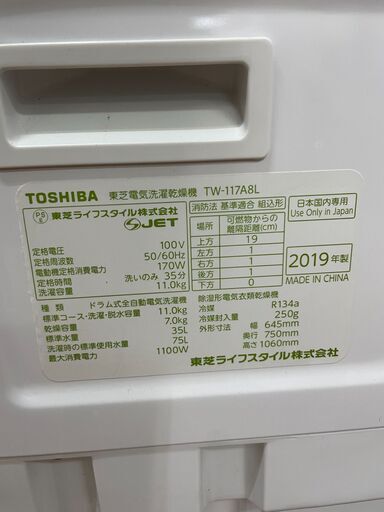 TOSHIBA 東芝電気洗濯乾燥機 TW-117A8L
PSE 東芝ライフスタイル株式会社
S JET
定格電圧 100V
定格周波数 50/60Hz
電動機定格消費電力 170W
定格時間 洗いのみ 35分
洗濯容量 11.0kg
消防法 基準適合 組込形
場所 可燃物からの離隔距離(cm)
上方 19
左方 1
右方 1
後方 1
下方 0
日本国内専用
Use Only in Japan
2019年製
MADE IN CHINA
種類 ドラム式全自動電気洗濯機
標準コース・洗濯・脱水容量 11.0kg
乾燥容量 7.0kg
標準水量 35L
洗濯時の標準使用水量 75L
最大消費電力 1100W
除湿形電気衣類乾燥機
冷媒 R134a
冷媒封入量 250g
外形寸法 幅 645mm
奥行 750mm
高さ 1060mm
東芝ライフスタイル株式会社